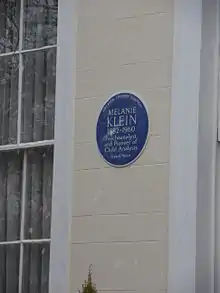 MELANIE
KLEIN
1882-1960
Psychoanalyst
and Pioneer of
Child Analysis